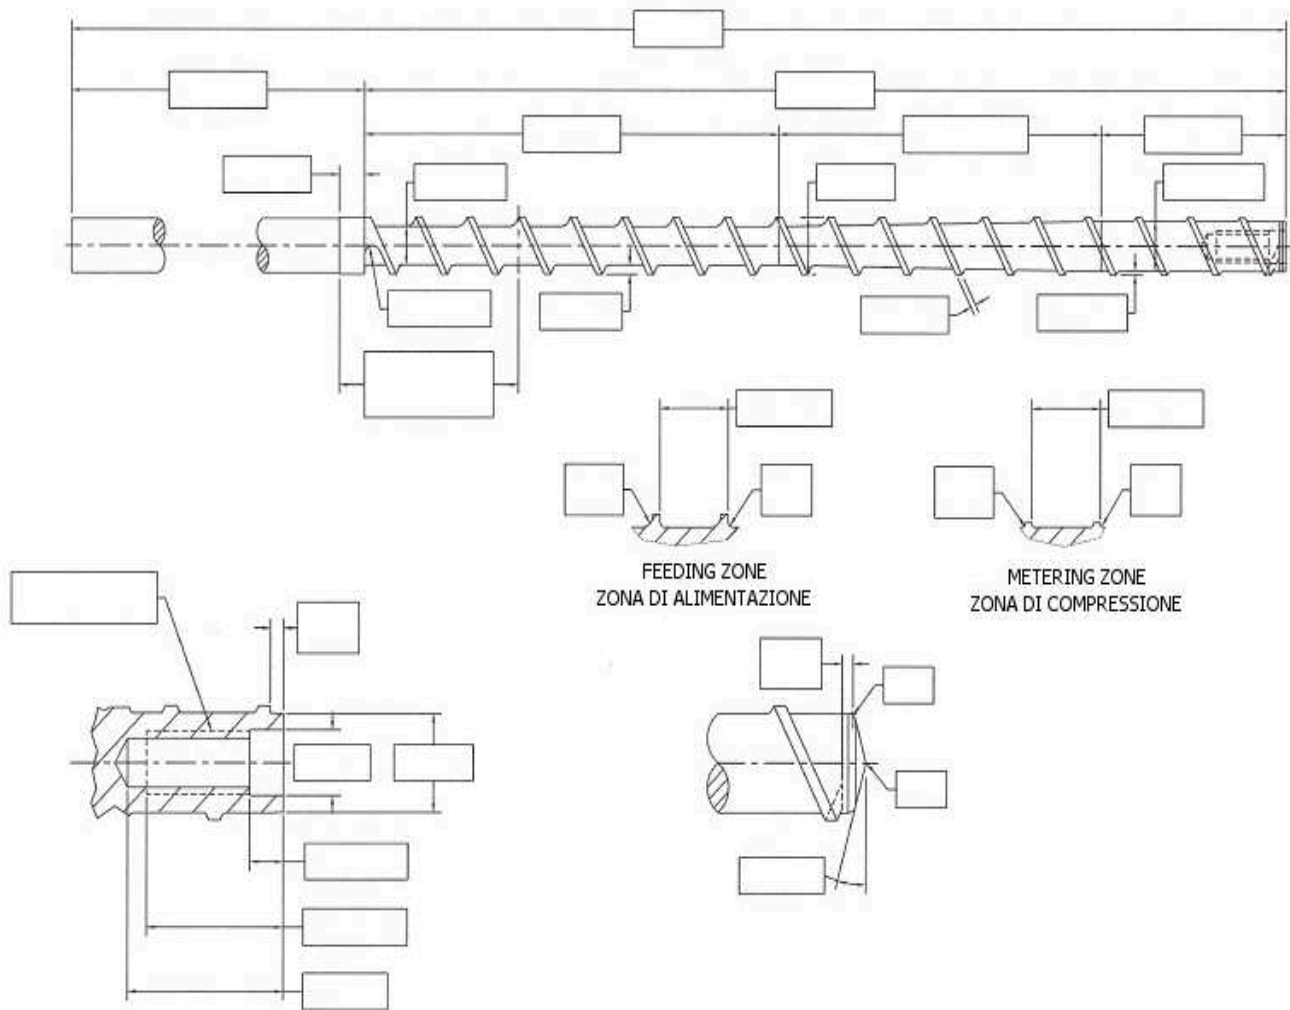 FEEDING ZONE
ZONA DI ALIMENTAZIONE
METERING ZONE
ZONA DI COMPRESSIONE